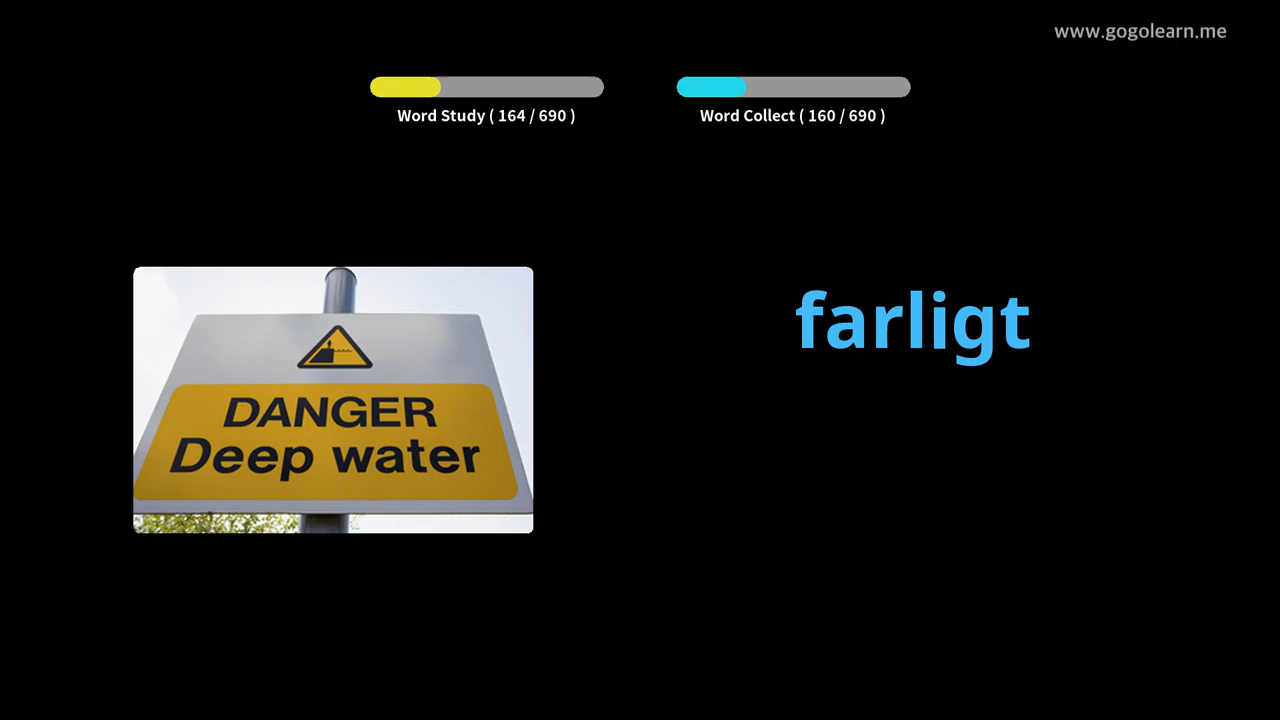 www.gogolearn.me
Word Study ( 164 / 690 )
Word Collect ( 160 / 690 )
farligt
DANGER
Deep water